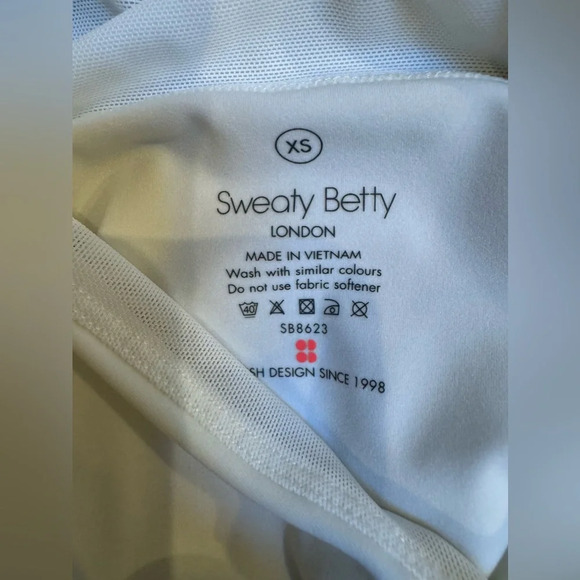 XS
Sweaty Betty
LONDON
MADE IN VIETNAM
Wash with similar colours
Do not use fabric softener
40
SB8623
DESIGN SINCE 1998